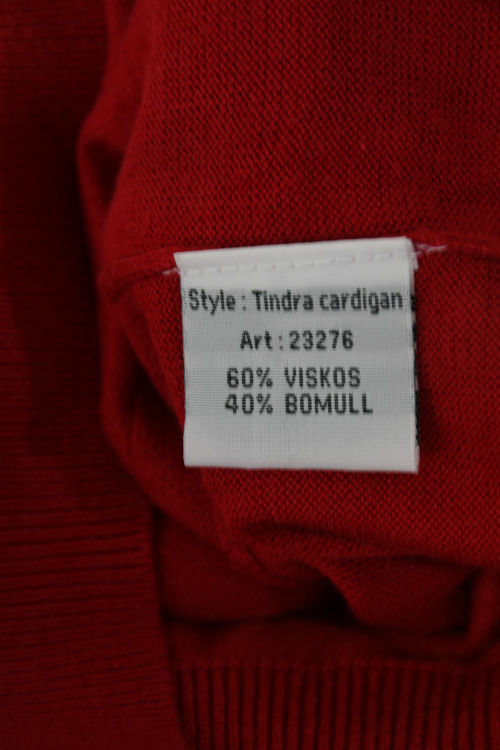 Style : Tindra cardigan
Art : 23276
60% VISKOS
40% BOMULL